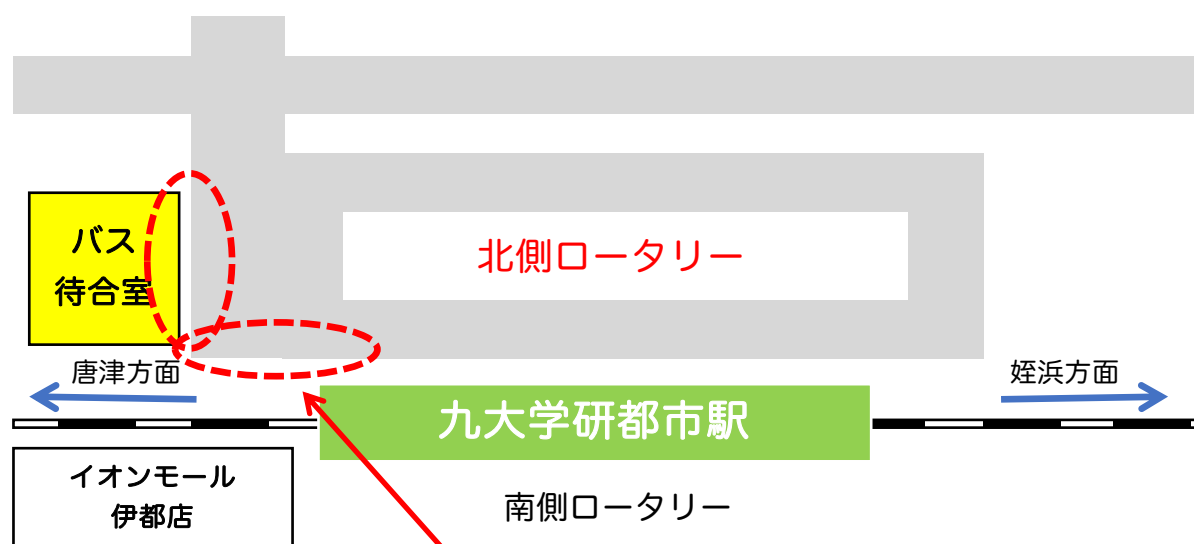 バス
待合室
北側ロータリー
唐津方面
姪浜方面
九大学研都市駅
イオンモール
伊都店
南側ロータリー